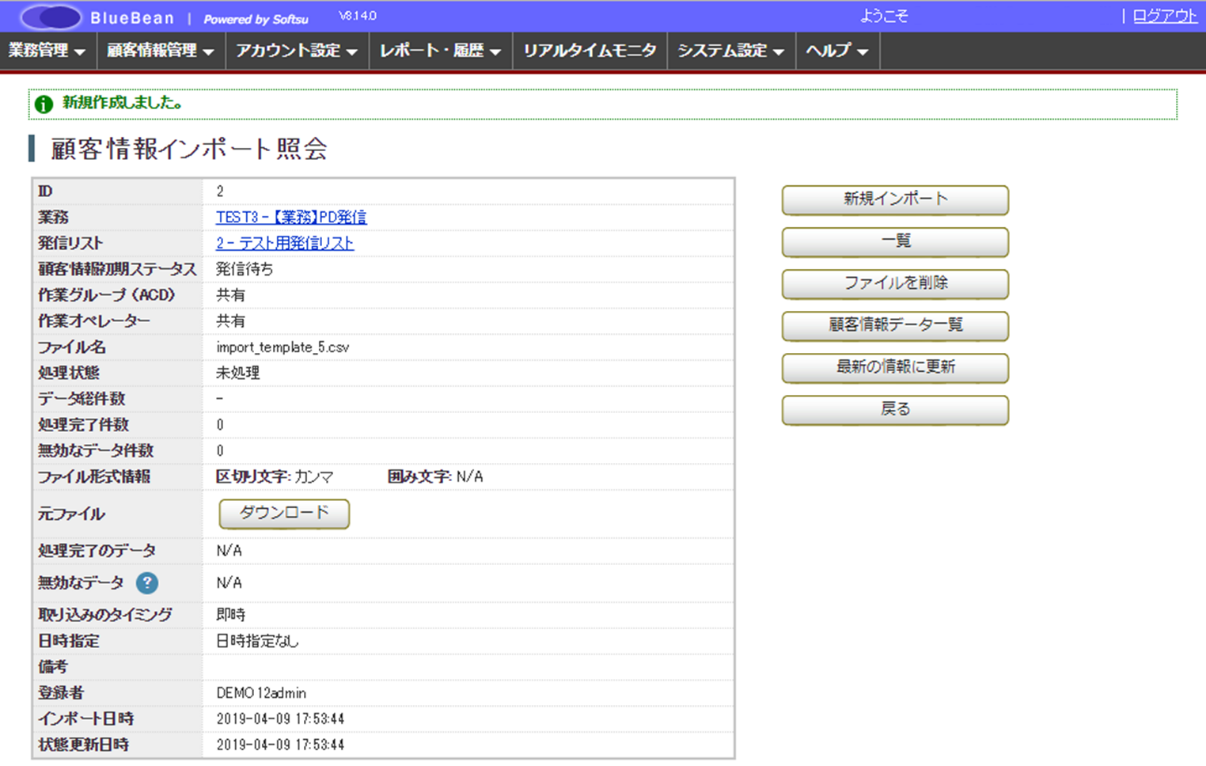 BlueBean | Powered by Softsu V8.14.0 ようこそ | ログアウト
業務管理 顧客情報管理 アカウント設定 レポート・履歴 リアルタイムモニタ システム設定 ヘルプ
新規作成しました。
顧客情報インポート照会
ID 2
業務 TEST3 - 【業務】PD発信
発信リスト 2 - テスト用発信リスト
顧客情報初期ステータス 発信待ち
作業グループ（ACD） 共有
作業オペレーター 共有
ファイル名 import_template_5.csv
処理状態 未処理
データ総件数 -
処理完了件数 0
無効なデータ件数 0
ファイル形式情報 区切り文字: カンマ 囲み文字: N/A
元ファイル ダウンロード
処理完了のデータ N/A
無効なデータ ? N/A
取り込みのタイミング 即時
日時指定 日時指定なし
備考
登録者 DEMO12admin
インポート日時 2019-04-09 17:53:44
状態更新日時 2019-04-09 17:53:44
新規インポート
一覧
ファイルを削除
顧客情報データ一覧
最新の情報に更新
戻る